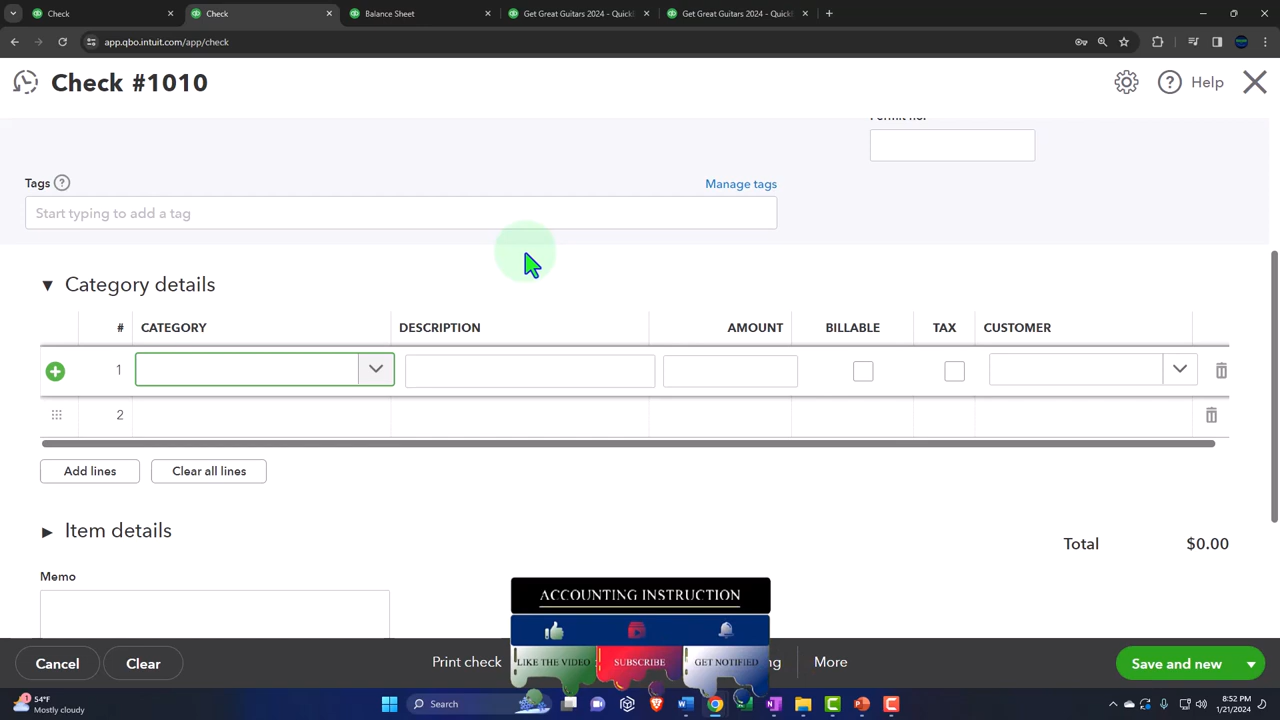 Check
Check
Balance Sheet
Get Great Guitars 2024 - QuickB
Get Great Guitars 2024 - QuickB
app.qbo.intuit.com/app/check
Check #1010
Help
Tags
Manage tags
Start typing to add a tag
Category details
# CATEGORY DESCRIPTION AMOUNT BILLABLE TAX CUSTOMER
1
2
Add lines Clear all lines
Item details
Total $0.00
Memo
ACCOUNTING INSTRUCTION
Cancel Clear Print check More Save and new
LIKE THE VIDEO SUBSCRIBE GET NOTIFIED
54°F
Mostly cloudy
Search
8:52 PM
1/21/2024